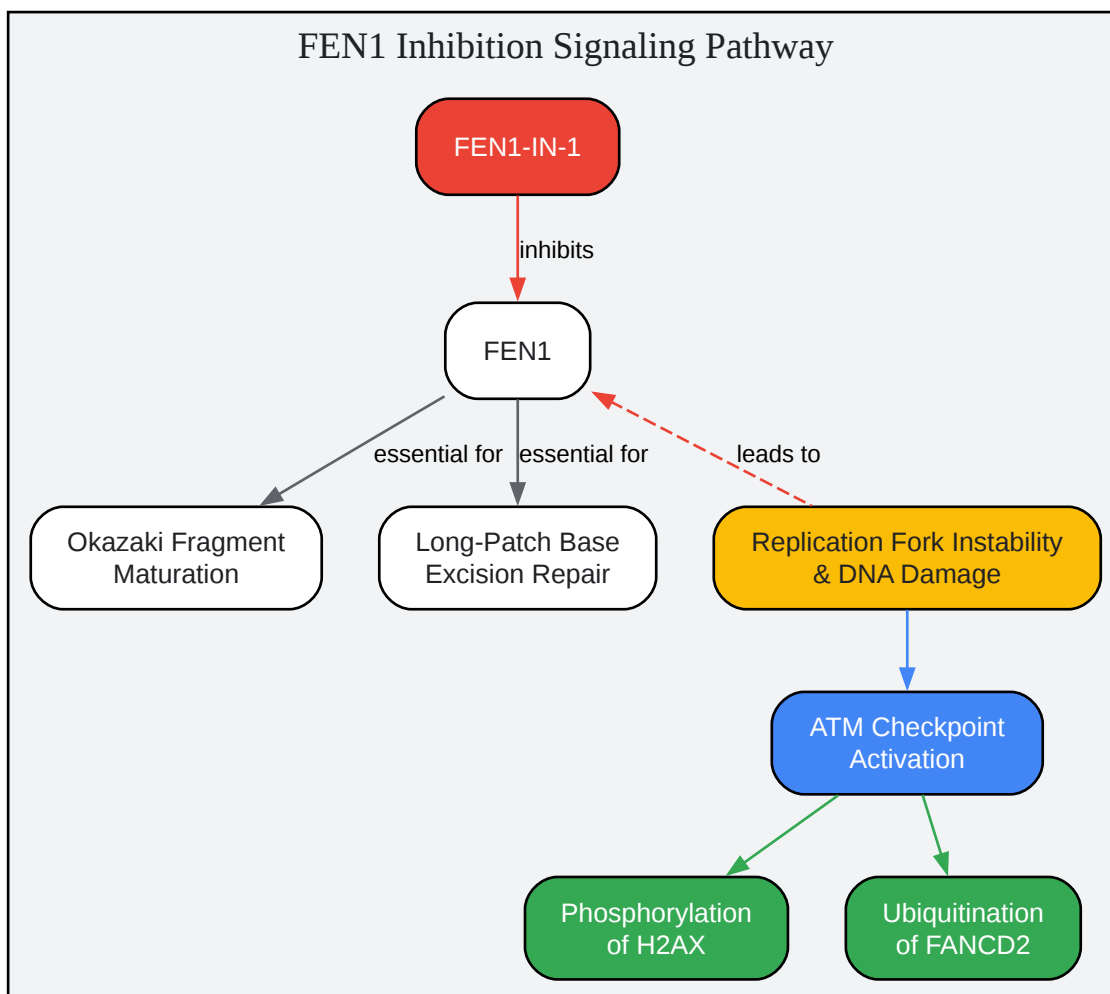 FEN1 Inhibition Signaling Pathway
FEN1-IN-1
inhibits
FEN1
essential for
essential for
leads to
Okazaki Fragment
Maturation
Long-Patch Base
Excision Repair
Replication Fork Instability
& DNA Damage
ATM Checkpoint
Activation
Phosphorylation
of H2AX
Ubiquitination
of FANCD2